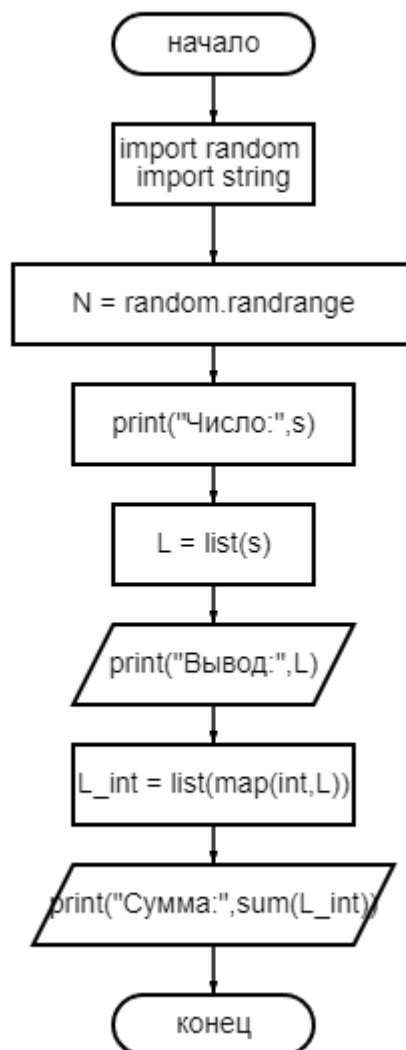 начало
import random
import string
N = random.randrange
print("Число:",s)
L = list(s)
print("Вывод:",L)
L_int = list(map(int,L))
print("Сумма:",sum(L_int))
конец